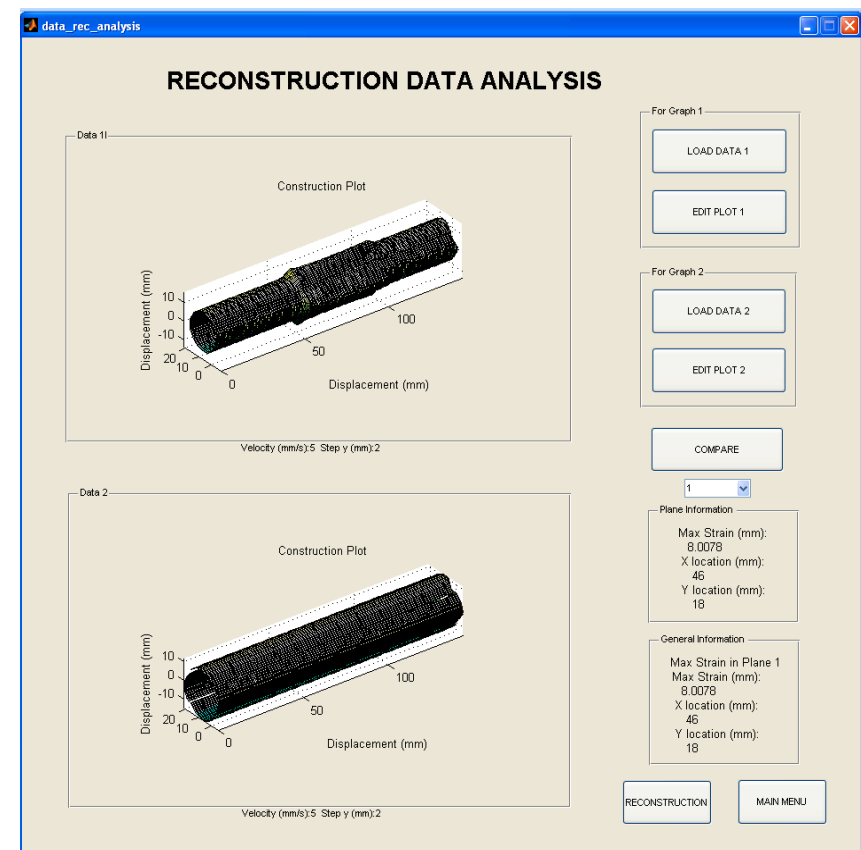 data_rec_analysis
RECONSTRUCTION DATA ANALYSIS
Data 1l
Construction Plot
Displacement (mm)
10
0
-10
20
10
0
0
50
100
Displacement (mm)
Velocity (mm/s):5 Step y (mm):2
Data 2
Construction Plot
Displacement (mm)
10
0
-10
20
10
0
0
50
100
Displacement (mm)
Velocity (mm/s):5 Step y (mm):2
For Graph 1
LOAD DATA 1
EDIT PLOT 1
For Graph 2
LOAD DATA 2
EDIT PLOT 2
COMPARE
1
Plane Information
Max Strain (mm):
8.0078
X location (mm):
46
Y location (mm):
18
General Information
Max Strain in Plane 1
Max Strain (mm):
8.0078
X location (mm):
46
Y location (mm):
18
RECONSTRUCTION
MAIN MENU